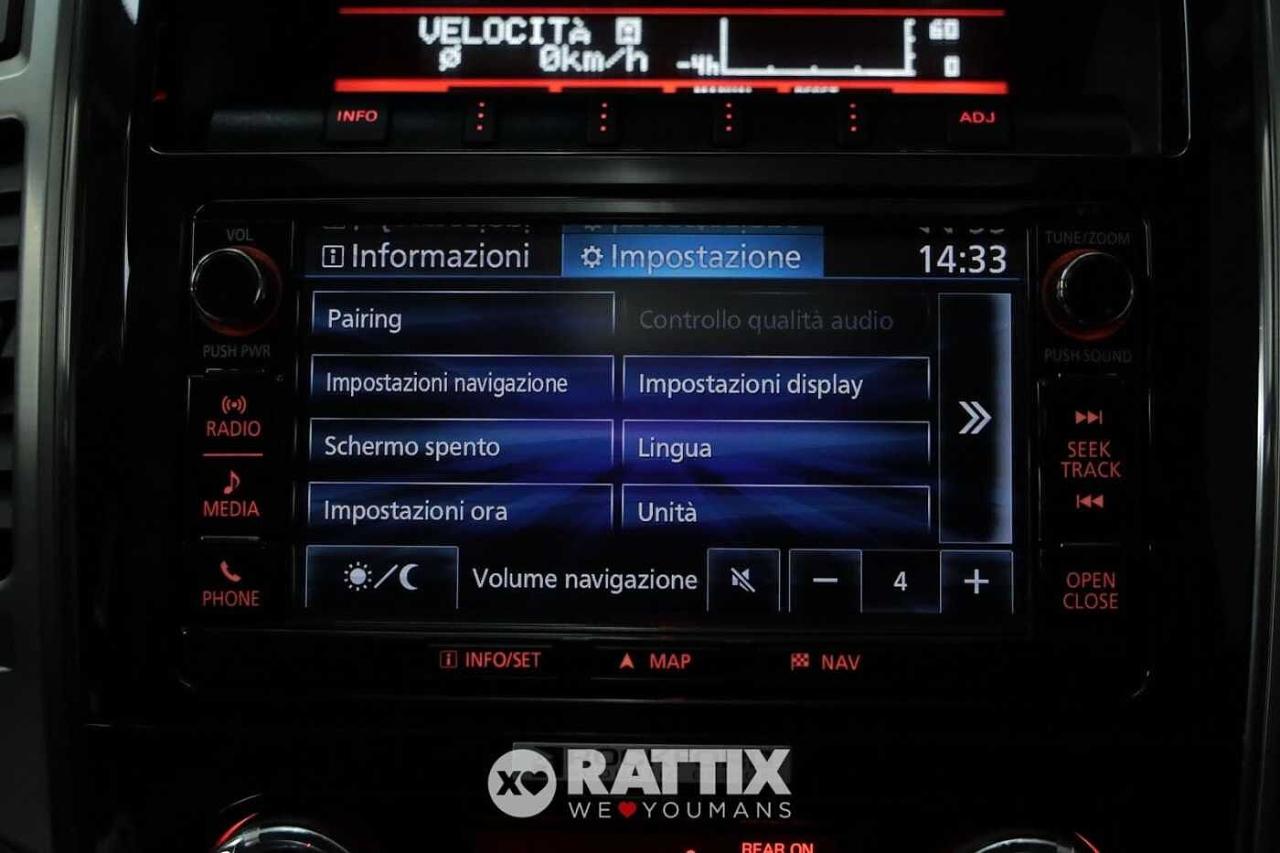 VELOCITÀ
Ø 0km/h
-4h
60
0
INFO
ADJ
VOL
TUNE/ZOOM
Informazioni
Impostazione
14:33
PUSH PWR
PUSH SOUND
Pairing
Controllo qualità audio
Impostazioni navigazione
Impostazioni display
Schermo spento
Lingua
Impostazioni ora
Unità
Volume navigazione
− 4 +
RADIO
MEDIA
PHONE
SEEK
TRACK
OPEN
CLOSE
INFO/SET
MAP
NAV
RATTIX
WE❤YOUMANS
REAR ON